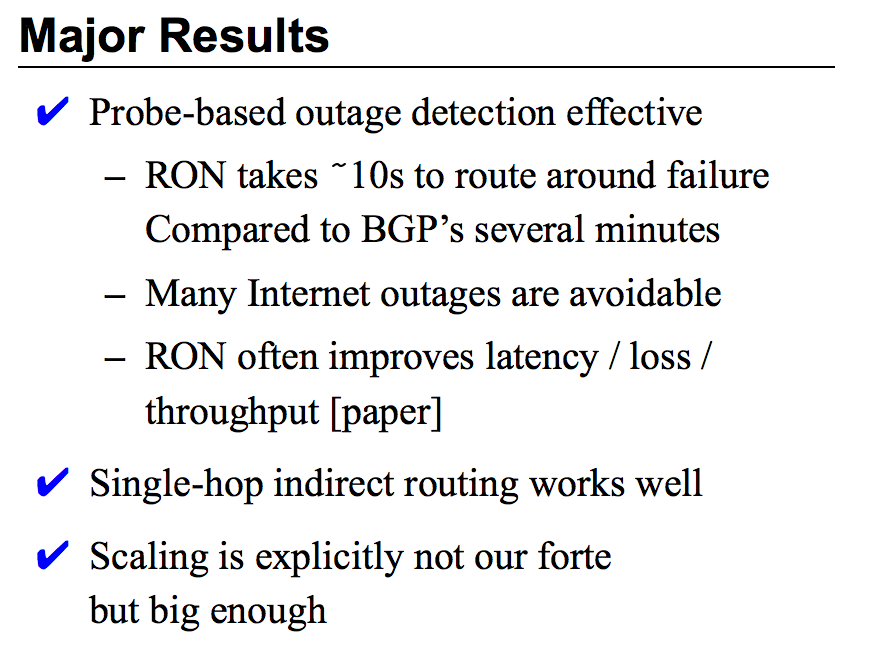 Major Results
✔ Probe-based outage detection effective
– RON takes ~10s to route around failure
Compared to BGP’s several minutes
– Many Internet outages are avoidable
– RON often improves latency / loss /
throughput [paper]
✔ Single-hop indirect routing works well
✔ Scaling is explicitly not our forte
but big enough